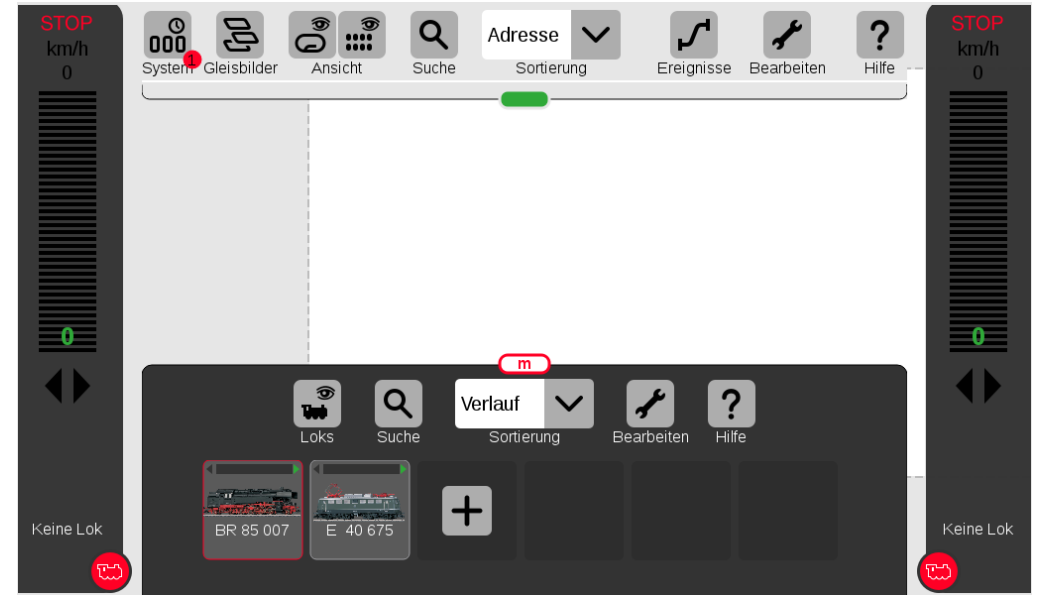 STOP
km/h
0
0
Keine Lok
1
System
Gleisbilder
Ansicht
Suche
Adresse
Sortierung
Ereignisse
Bearbeiten
?
Hilfe
m
Loks
Suche
Verlauf
Sortierung
Bearbeiten
?
Hilfe
BR 85 007
E 40 675
+
STOP
km/h
0
0
Keine Lok